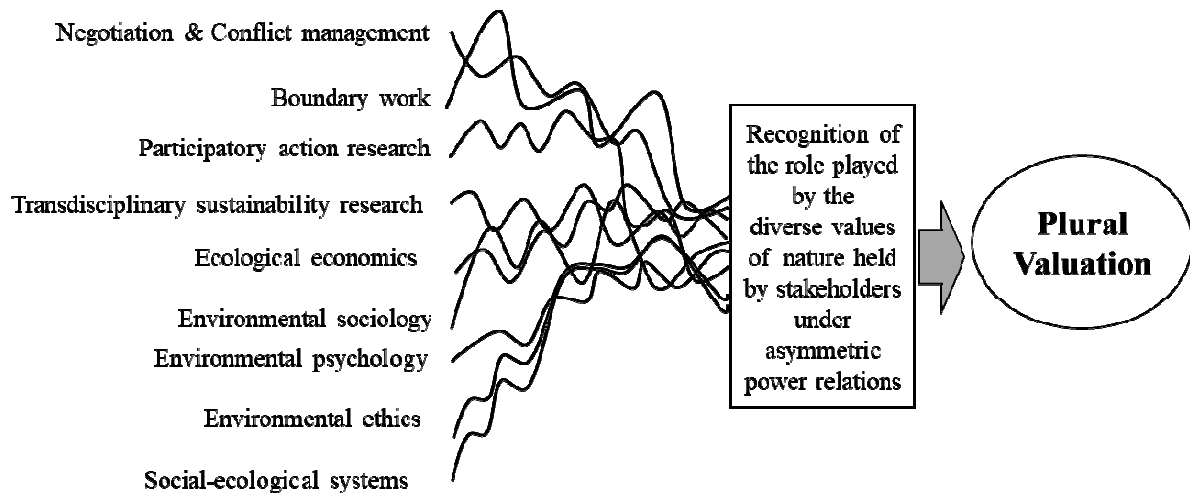 Negotiation & Conflict management
Boundary work
Participatory action research
Transdisciplinary sustainability research
Ecological economics
Environmental sociology
Environmental psychology
Environmental ethics
Social-ecological systems
Recognition of
the role played
by the
diverse values
of nature held
by stakeholders
under
asymmetric
power relations
Plural
Valuation